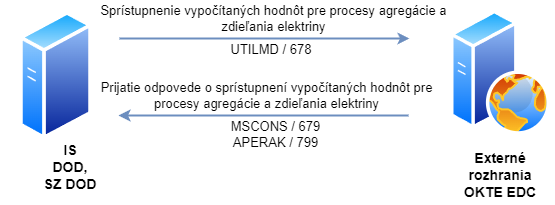 Sprístupnenie vypočítaných hodnôt pre procesy agregácie a
zdieľania elektriny
UTILMD / 678
Prijatie odpovede o sprístupnení vypočítaných hodnôt pre
procesy agregácie a zdieľania elektriny
MSCONS / 679
APERAK / 799
IS
DOD,
SZ DOD
Externé
rozhrania
OKTE EDC